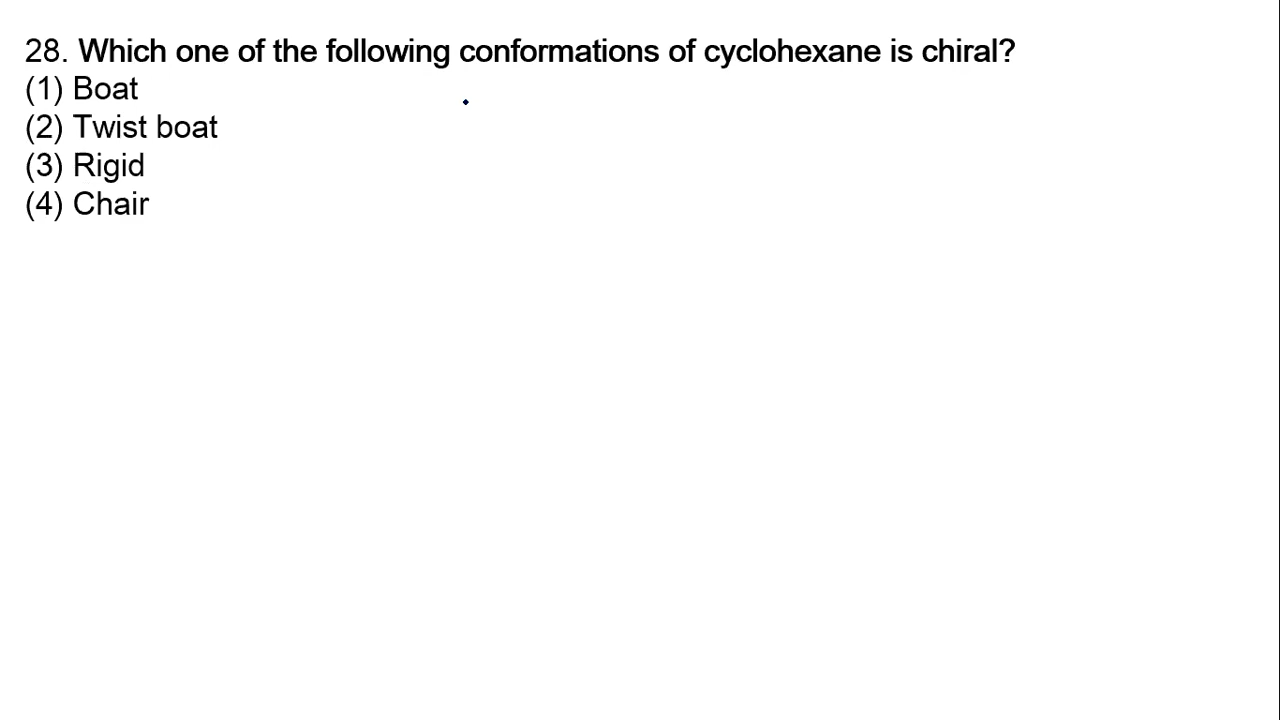 28. Which one of the following conformations of cyclohexane is chiral?
(1) Boat
(2) Twist boat
(3) Rigid
(4) Chair